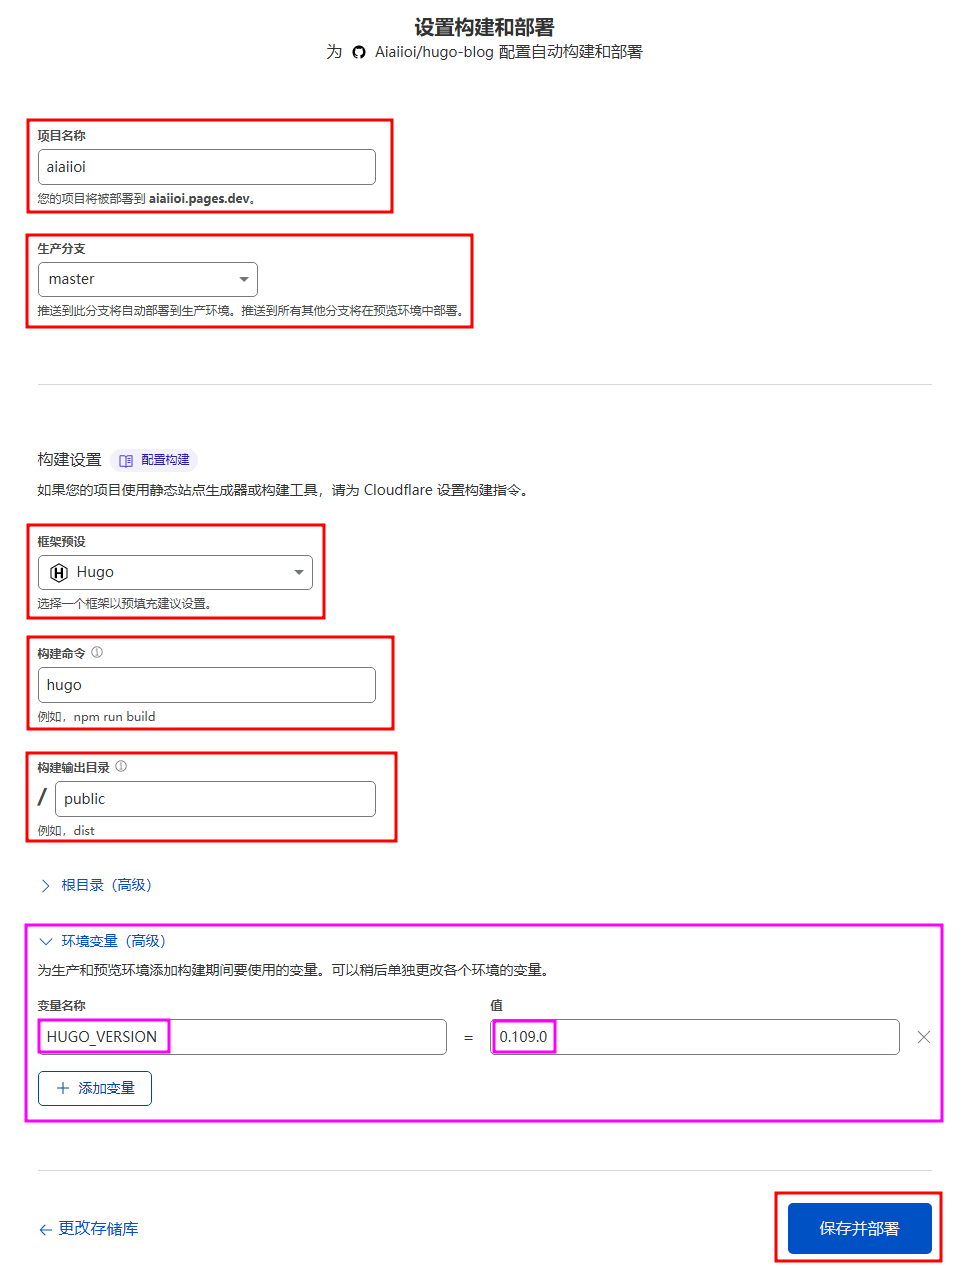 设置构建和部署
为 Aiaiioi/hugo-blog 配置自动构建和部署
项目名称
aiaiioi
您的项目将被部署到 aiaiioi.pages.dev。
生产分支
master
推送到此分支将自动部署到生产环境。推送到所有其他分支将在预览环境中部署。
构建设置 配置构建
如果您的项目使用静态站点生成器或构建工具，请为 Cloudflare 设置构建指令。
框架预设
Hugo
选择一个框架以预填充建议设置。
构建命令
hugo
例如，npm run build
构建输出目录
/ public
例如，dist
根目录（高级）
环境变量（高级）
为生产和预览环境添加构建期间要使用的变量。可以稍后单独更改各个环境的变量。
变量名称 值
HUGO_VERSION = 0.109.0
添加变量
更改存储库 保存并部署